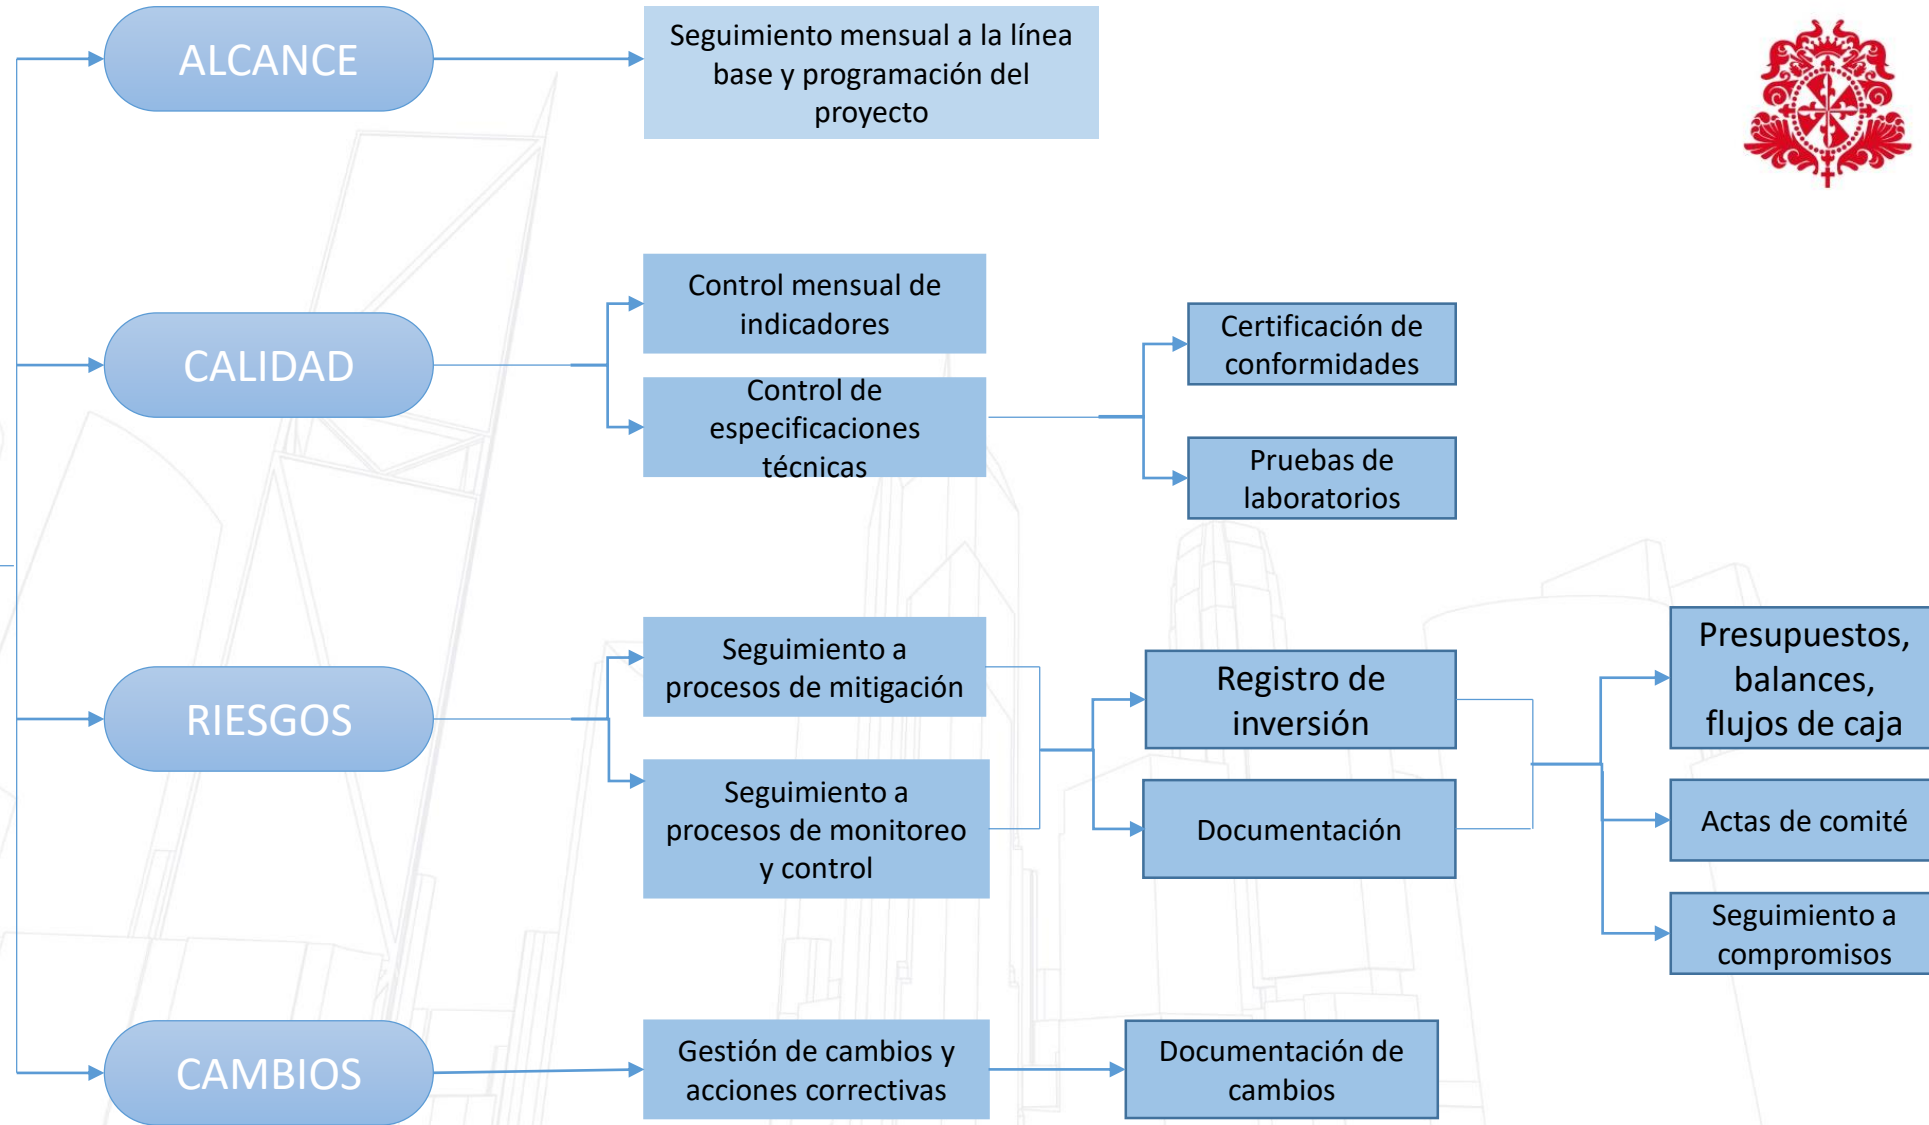 ALCANCE
Seguimiento mensual a la línea
base y programación del
proyecto
CALIDAD
Control mensual de
indicadores
Control de
especificaciones
técnicas
Certificación de
conformidades
Pruebas de
laboratorios
RIESGOS
Seguimiento a
procesos de mitigación
Seguimiento a
procesos de monitoreo
y control
Registro de
inversión
Documentación
Presupuestos,
balances,
flujos de caja
Actas de comité
Seguimiento a
compromisos
CAMBIOS
Gestión de cambios y
acciones correctivas
Documentación de
cambios